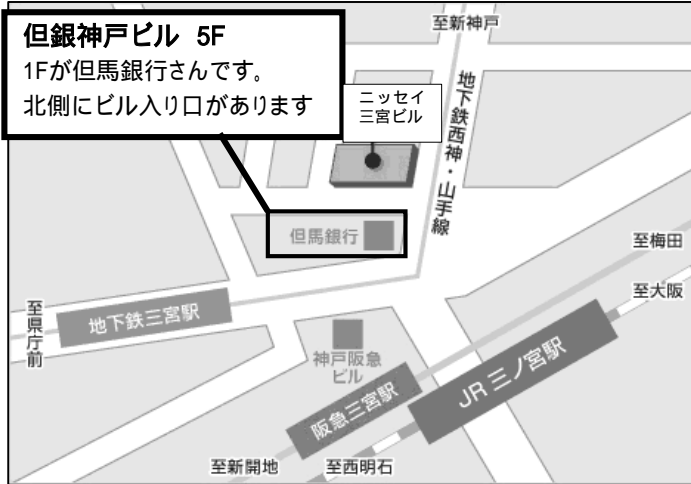 但銀神戸ビル 5F
1Fが但馬銀行さんです。
北側にビル入り口があります
至新神戸
ニッセイ
三宮ビル
地下鉄西神・山手線
但馬銀行
至梅田
至大阪
至県庁前
地下鉄三宮駅
神戸阪急
ビル
JR三ノ宮駅
阪急三宮駅
至新開地
至西明石